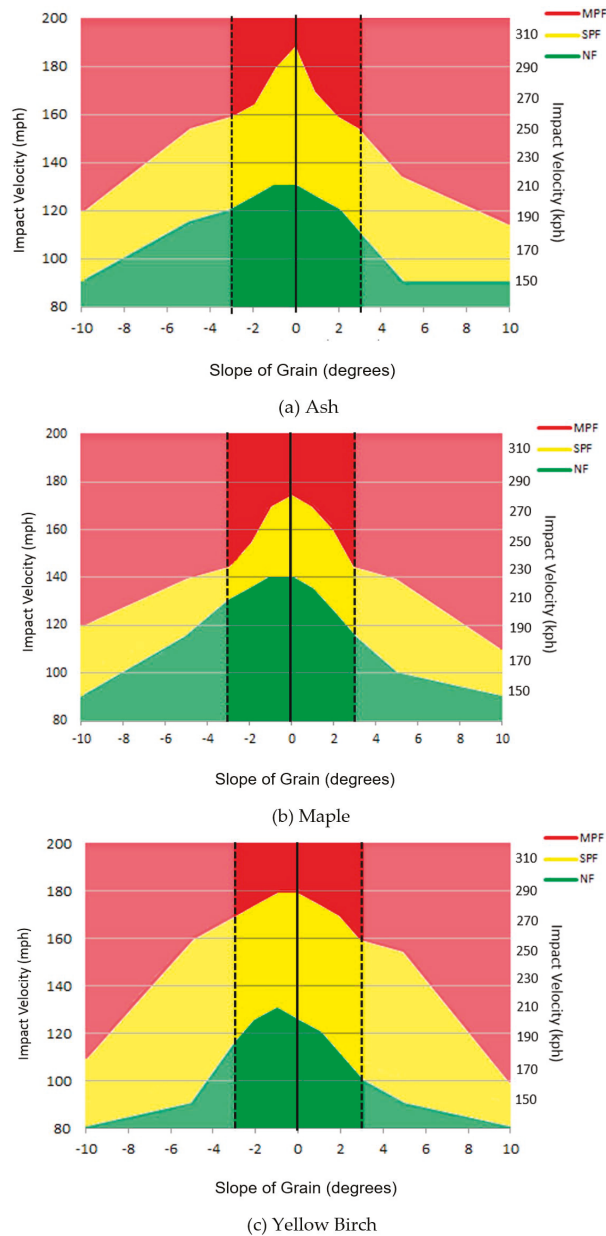 200
180
160
140
120
100
80
Impact Velocity (mph)
310
290
270
250
230
210
190
170
150
Impact Velocity (kph)
MPF
SPF
NF
-10 -8 -6 -4 -2 0 2 4 6 8 10
Slope of Grain (degrees)
(a) Ash
200
180
160
140
120
100
80
Impact Velocity (mph)
310
270
250
230
210
190
170
150
Impact Velocity (kph)
MPF
SPF
NF
-10 -8 -6 -4 -2 0 2 4 6 8 10
Slope of Grain (degrees)
(b) Maple
200
180
160
140
120
100
80
Impact Velocity (mph)
310
290
270
250
230
210
190
170
150
Impact Velocity (kph)
MPF
SPF
NF
-10 -8 -6 -4 -2 0 2 4 6 8 10
Slope of Grain (degrees)
(c) Yellow Birch